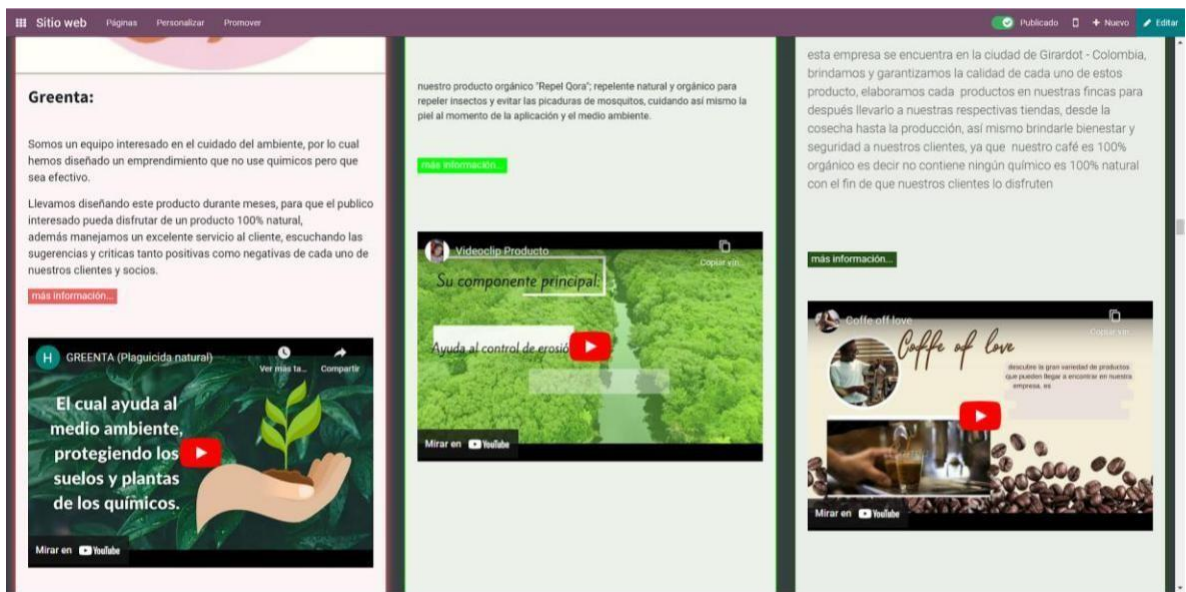 Sitio web Páginas Personalizar Promover
Publicado + Nuevo Editar
Greenta:
Somos un equipo interesado en el cuidado del ambiente, por lo cual
hemos diseñado un emprendimiento que no use quimicos pero que
sea efectivo.
Llevamos diseñando este producto durante meses, para que el publico
interesado pueda disfrutar de un producto 100% natural,
además manejamos un excelente servicio al cliente, escuchando las
sugerencias y criticas tanto positivas como negativas de cada uno de
nuestros clientes y socios.
más información...
H GREENTA (Plaguicida natural)
Ver más ta... Compartir
El cual ayuda al
medio ambiente,
protegiendo los
suelos y plantas
de los químicos.
Mirar en YouTube
nuestro producto orgánico "Repel Qora"; repelente natural y orgánico para
repeler insectos y evitar las picaduras de mosquitos, cuidando así mismo la
piel al momento de la aplicación y el medio ambiente.
más información...
Videoclip Producto
Copiar vín...
Su componente principal:
Ayuda al control de erosió
Mirar en YouTube
esta empresa se encuentra en la ciudad de Girardot - Colombia,
brindamos y garantizamos la calidad de cada uno de estos
producto, elaboramos cada productos en nuestras fincas para
después llevarlo a nuestras respectivas tiendas, desde la
cosecha hasta la producción, así mismo brindarle bienestar y
seguridad a nuestros clientes, ya que nuestro café es 100%
orgánico es decir no contiene ningún químico es 100% natural
con el fin de que nuestros clientes lo disfruten
más información...
Coffe off love
Copiar vín...
Coffe of love
descubre la gran variedad de productos
que pueden llegar a encontrar en nuestra
empresa, es
Mirar en YouTube